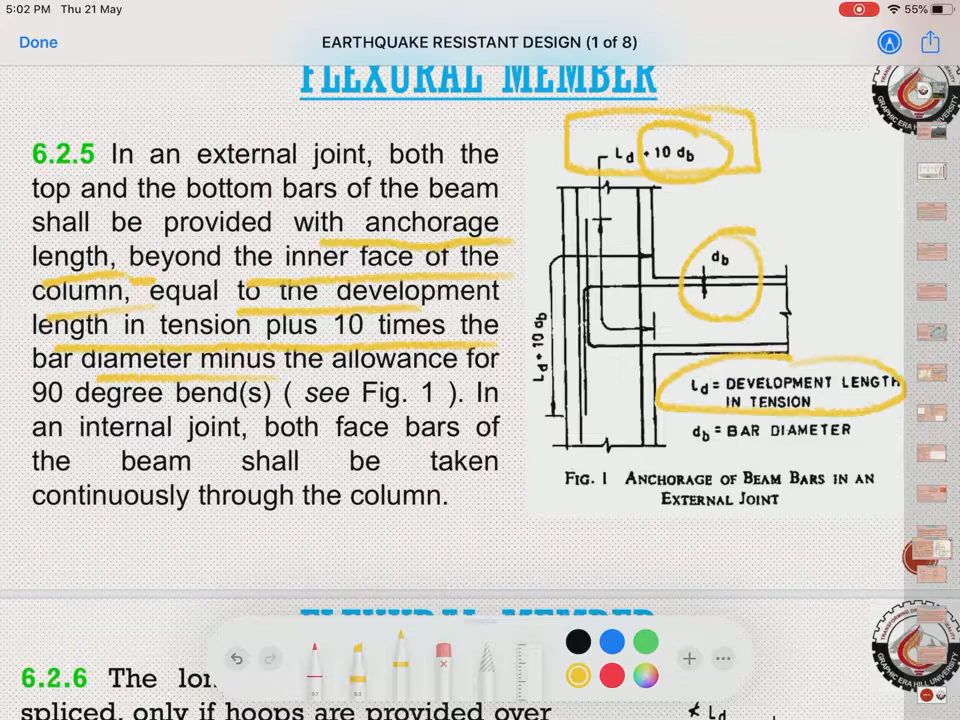 5:02 PM Thu 21 May
55%
Done
EARTHQUAKE RESISTANT DESIGN (1 of 8)
FLEXURAL MEMBER
6.2.5 In an external joint, both the
top and the bottom bars of the beam
shall be provided with anchorage
length, beyond the inner face of the
column, equal to the development
length in tension plus 10 times the
bar diameter minus the allowance for
90 degree bend(s) ( see Fig. 1 ). In
an internal joint, both face bars of
the beam shall be taken
continuously through the column.
Ld + 10 db
db
Ld + 10 db
Ld = DEVELOPMENT LENGTH
IN TENSION
db = BAR DIAMETER
FIG. 1 ANCHORAGE OF BEAM BARS IN AN
EXTERNAL JOINT
FLEXURAL MEMBER
6.2.6 The
spliced, only if hoops are provided over
Ld